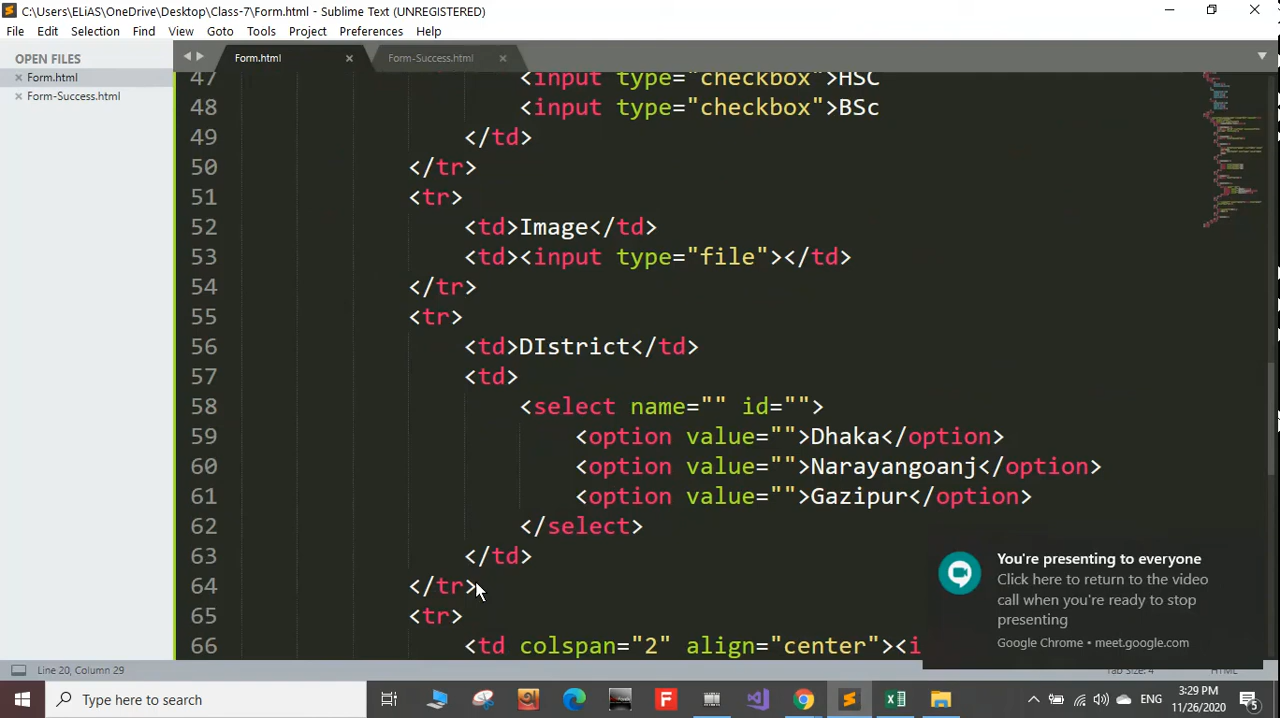 C:\Users\ELiAS\OneDrive\Desktop\Class-7\Form.html - Sublime Text (UNREGISTERED)
File Edit Selection Find View Goto Tools Project Preferences Help
OPEN FILES
Form.html
Form-Success.html
Form.html
Form-Success.html
47 <input type="checkbox">HSC
48 <input type="checkbox">BSc
49 </td>
50 </tr>
51 <tr>
52 <td>Image</td>
53 <td><input type="file"></td>
54 </tr>
55 <tr>
56 <td>DIstrict</td>
57 <td>
58 <select name="" id="">
59 <option value="">Dhaka</option>
60 <option value="">Narayangoanj</option>
61 <option value="">Gazipur</option>
62 </select>
63 </td>
64 </tr>
65 <tr>
66 <td colspan="2" align="center"><i
You're presenting to everyone
Click here to return to the video
call when you're ready to stop
presenting
Google Chrome • meet.google.com
Line 20, Column 29
Tab Size: 4
HTML
Type here to search
ENG
3:29 PM
11/26/2020
5